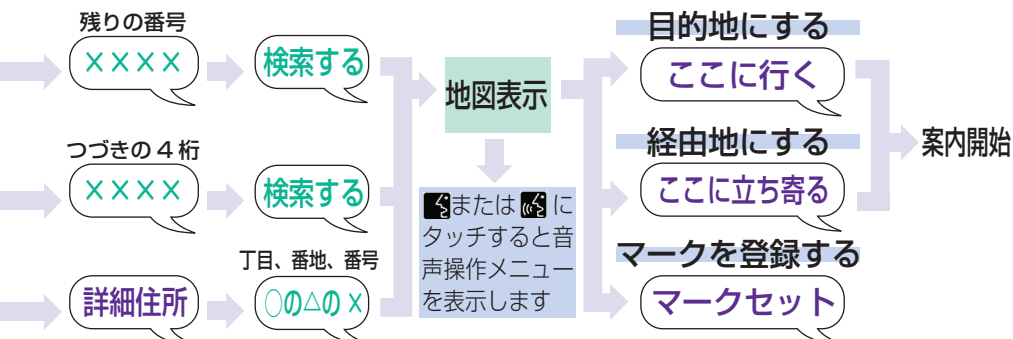 残りの番号
××××
検索する
つづきの4桁
××××
検索する
詳細住所
丁目、番地、番号
○の△の×
地図表示
または に
タッチすると音
声操作メニュー
を表示します
目的地にする
ここに行く
経由地にする
ここに立ち寄る
マークを登録する
マークセット
案内開始